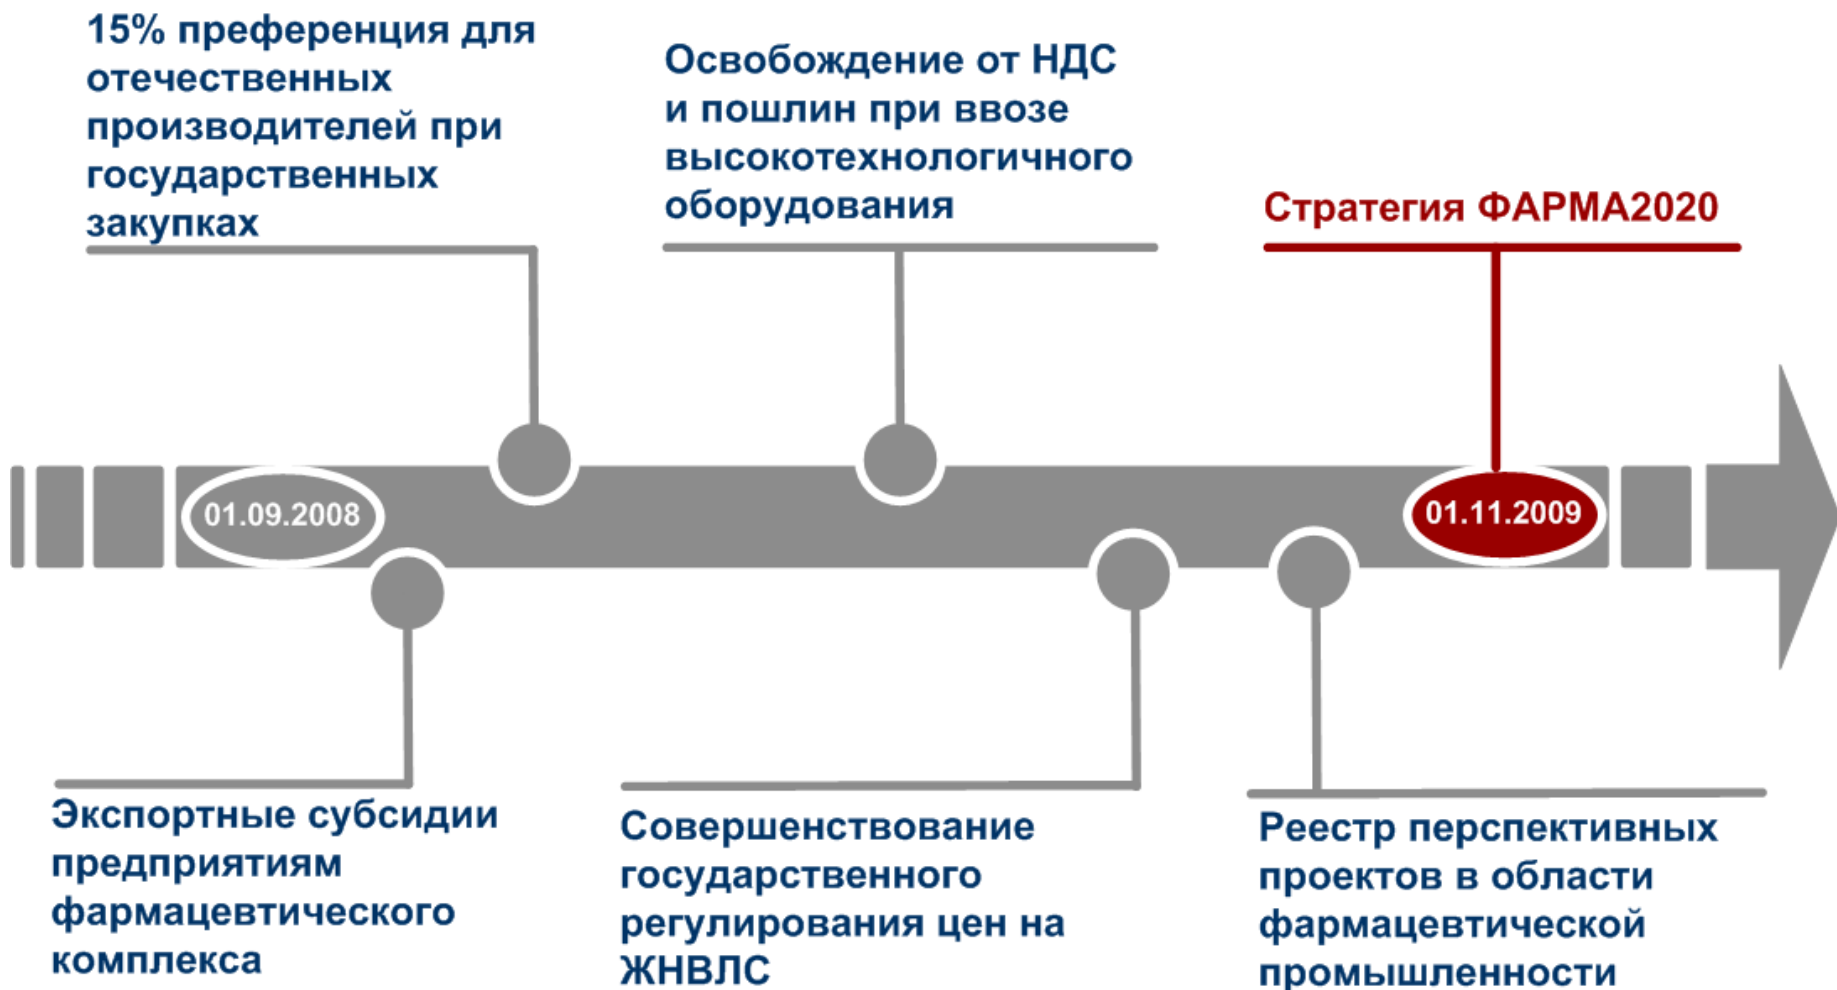 15% преференция для
отечественных
производителей при
государственных
закупках
Освобождение от НДС
и пошлин при ввозе
высокотехнологичного
оборудования
Стратегия ФАРМА2020
01.09.2008
01.11.2009
Экспортные субсидии
предприятиям
фармацевтического
комплекса
Совершенствование
государственного
регулирования цен на
ЖНВЛС
Реестр перспективных
проектов в области
фармацевтической
промышленности